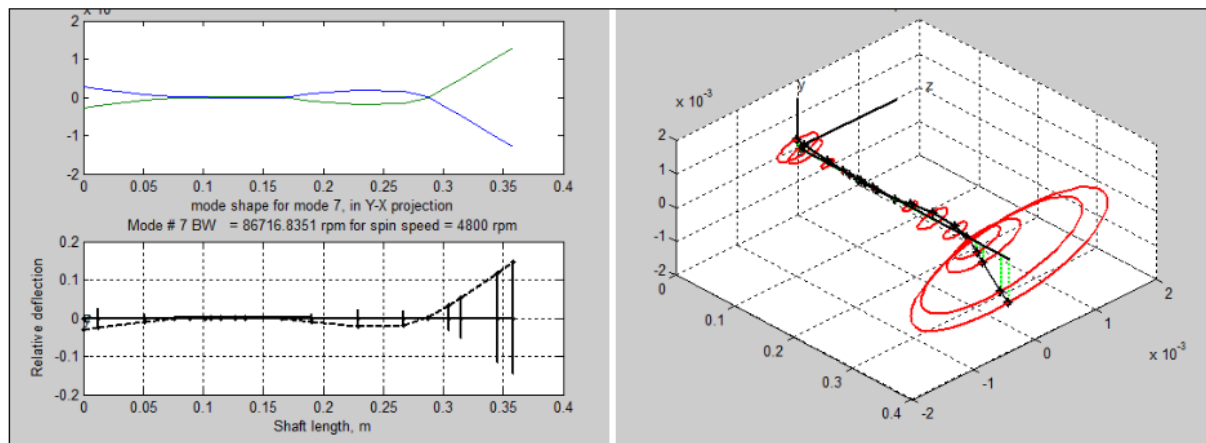 2
1
0
-1
-2
0 0.05 0.1 0.15 0.2 0.25 0.3 0.35 0.4
mode shape for mode 7, in Y-X projection
Mode # 7 BW = 86716.8351 rpm for spin speed = 4800 rpm
0.2
0.1
0
-0.1
-0.2
Relative deflection
0 0.05 0.1 0.15 0.2 0.25 0.3 0.35 0.4
Shaft length, m
x 10⁻³
y
z
2
1
0
-1
-2
0
0.1
0.2
0.3
0.4
-2
-1
0
1
2
x 10⁻³